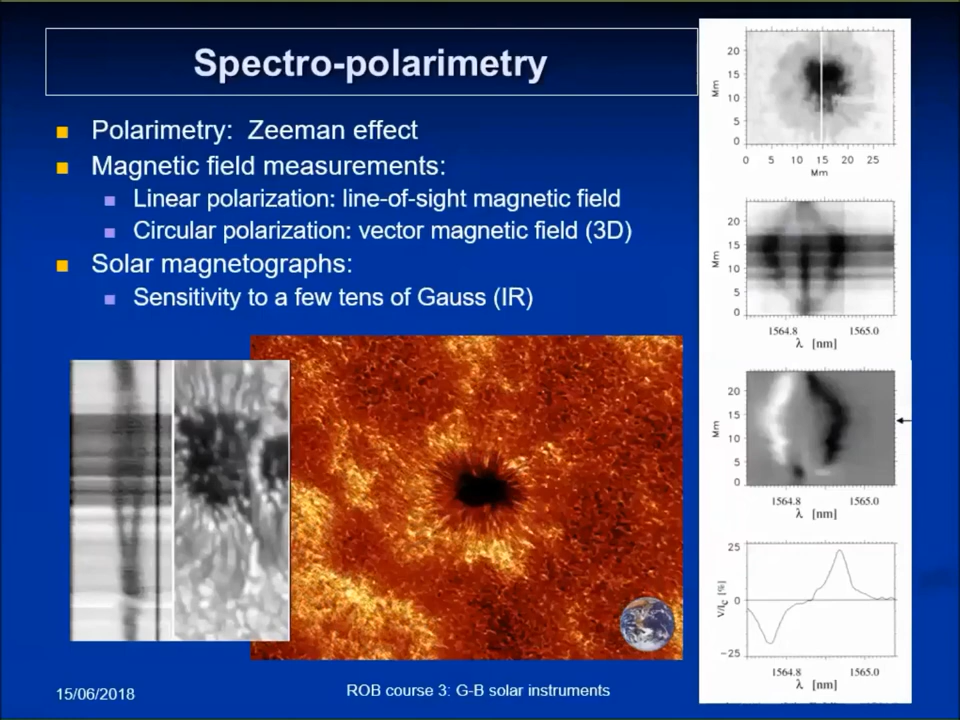 Spectro-polarimetry
Polarimetry: Zeeman effect
Magnetic field measurements:
Linear polarization: line-of-sight magnetic field
Circular polarization: vector magnetic field (3D)
Solar magnetographs:
Sensitivity to a few tens of Gauss (IR)
20
15
10
5
0
Mm
0 5 10 15 20 25
Mm
20
15
10
5
0
Mm
1564.8 1565.0
λ [nm]
20
15
10
5
0
Mm
1564.8 1565.0
λ [nm]
25
0
−25
V/Ic [%]
1564.8 1565.0
λ [nm]
15/06/2018
ROB course 3: G-B solar instruments